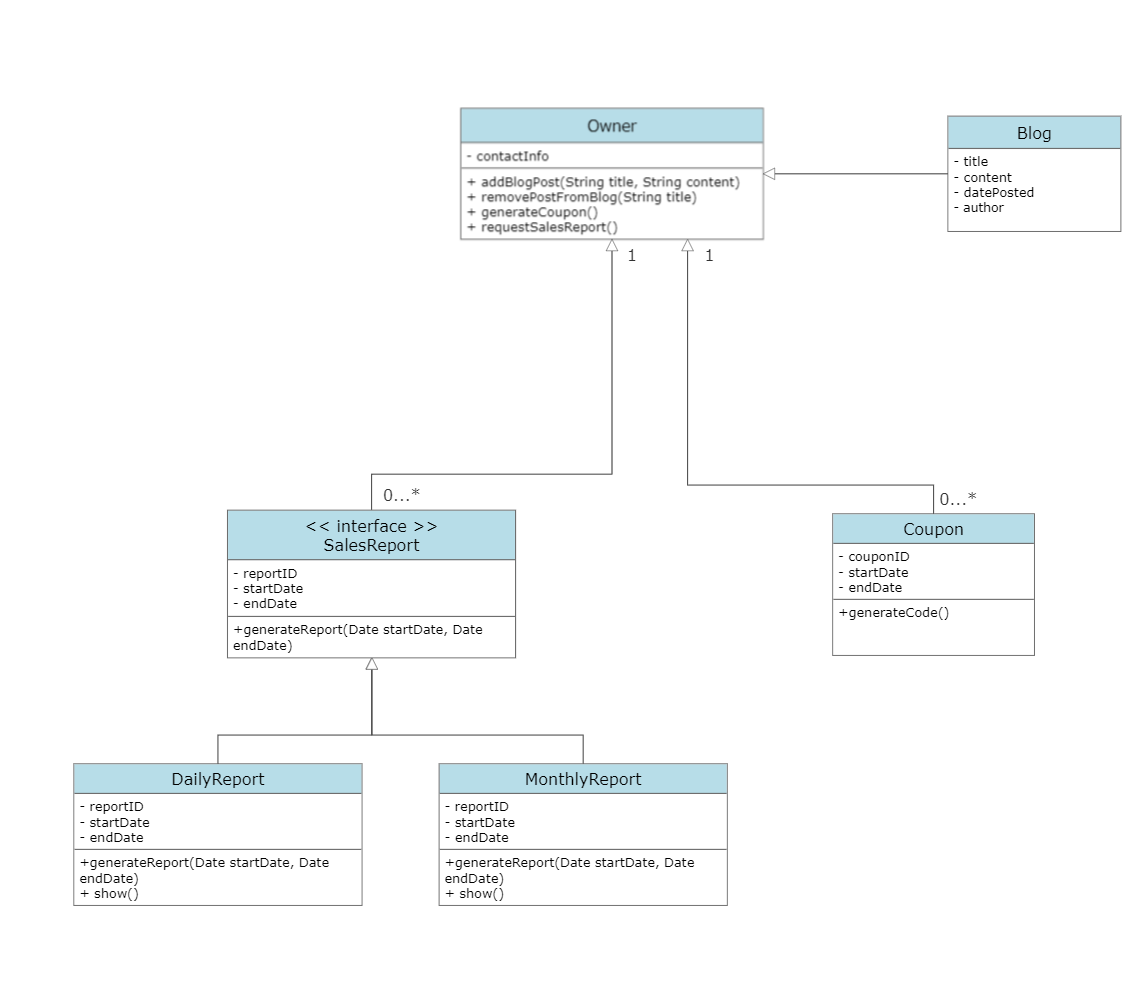 Owner
- contactInfo
+ addBlogPost(String title, String content)
+ removePostFromBlog(String title)
+ generateCoupon()
+ requestSalesReport()
Blog
- title
- content
- datePosted
- author
1
1
0...*
0...*
<< interface >>
SalesReport
- reportID
- startDate
- endDate
+generateReport(Date startDate, Date
endDate)
Coupon
- couponID
- startDate
- endDate
+generateCode()
DailyReport
- reportID
- startDate
- endDate
+generateReport(Date startDate, Date
endDate)
+ show()
MonthlyReport
- reportID
- startDate
- endDate
+generateReport(Date startDate, Date
endDate)
+ show()